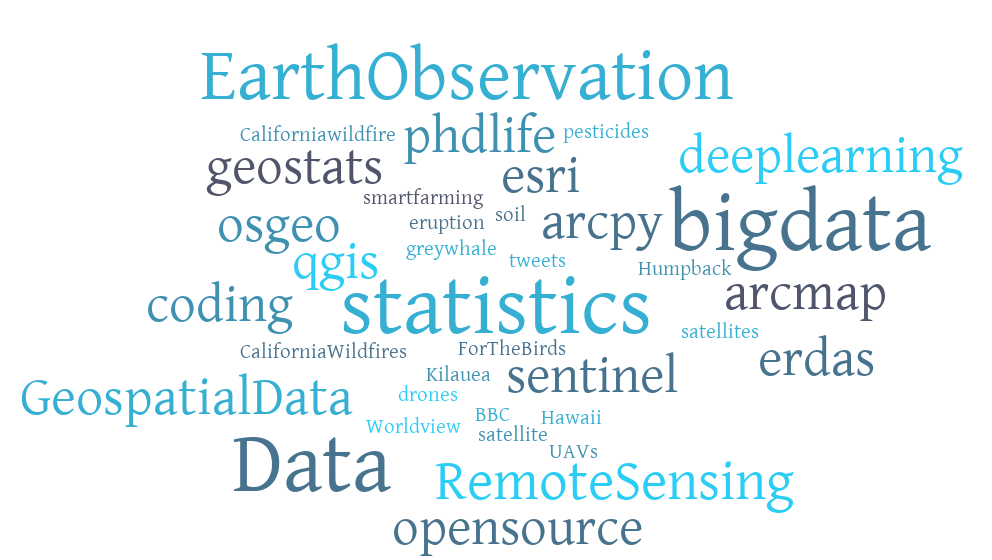 EarthObservation
Californiawildfire phdlife pesticides
geostats esri deeplearning
smartfarming
osgeo eruption soil arcpy bigdata
qgis greywhale tweets Humpback
coding statistics arcmap
satellites
CaliforniaWildfires ForTheBirds erdas
Kilauea sentinel
GeospatialData drones
Worldview BBC Hawaii
satellite
Data UAVs
RemoteSensing
opensource